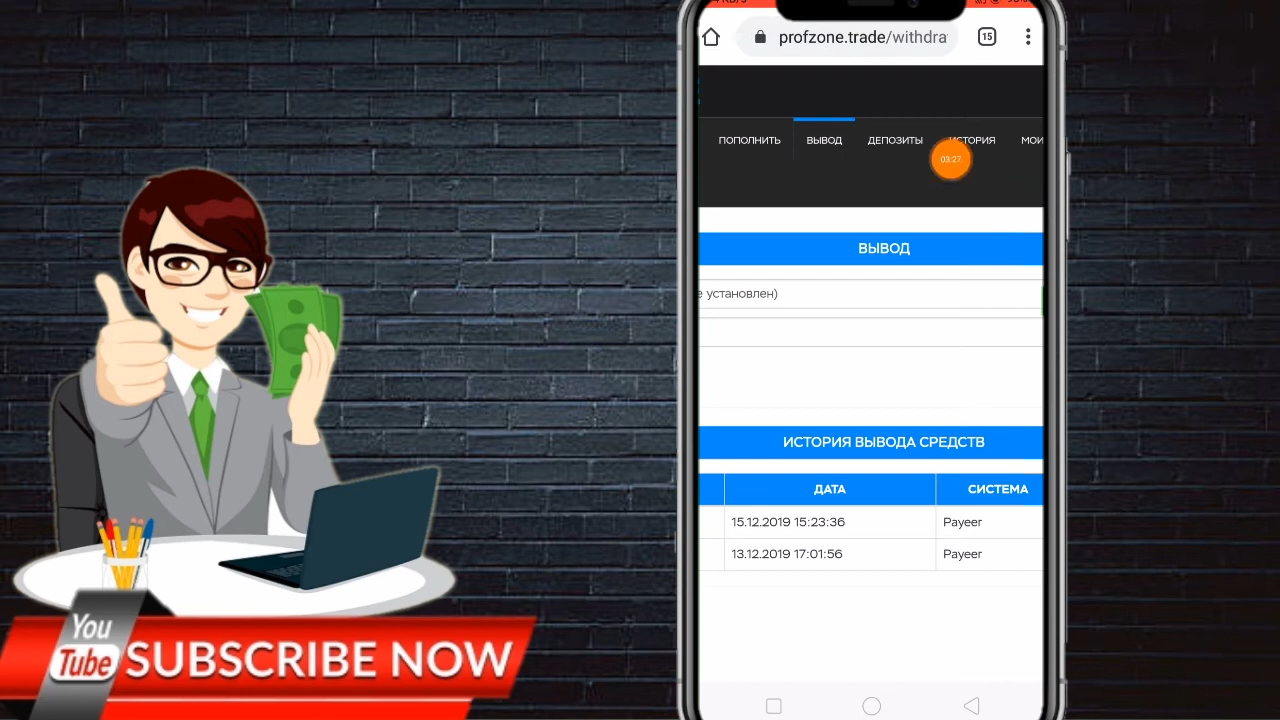 profzone.trade/withdra
15
ПОПОЛНИТЬ ВЫВОД ДЕПОЗИТЫ ИСТОРИЯ МОИ
03:27
ВЫВОД
е установлен)
ИСТОРИЯ ВЫВОДА СРЕДСТВ
ДАТА СИСТЕМА
15.12.2019 15:23:36 Payeer
13.12.2019 17:01:56 Payeer
You
Tube SUBSCRIBE NOW